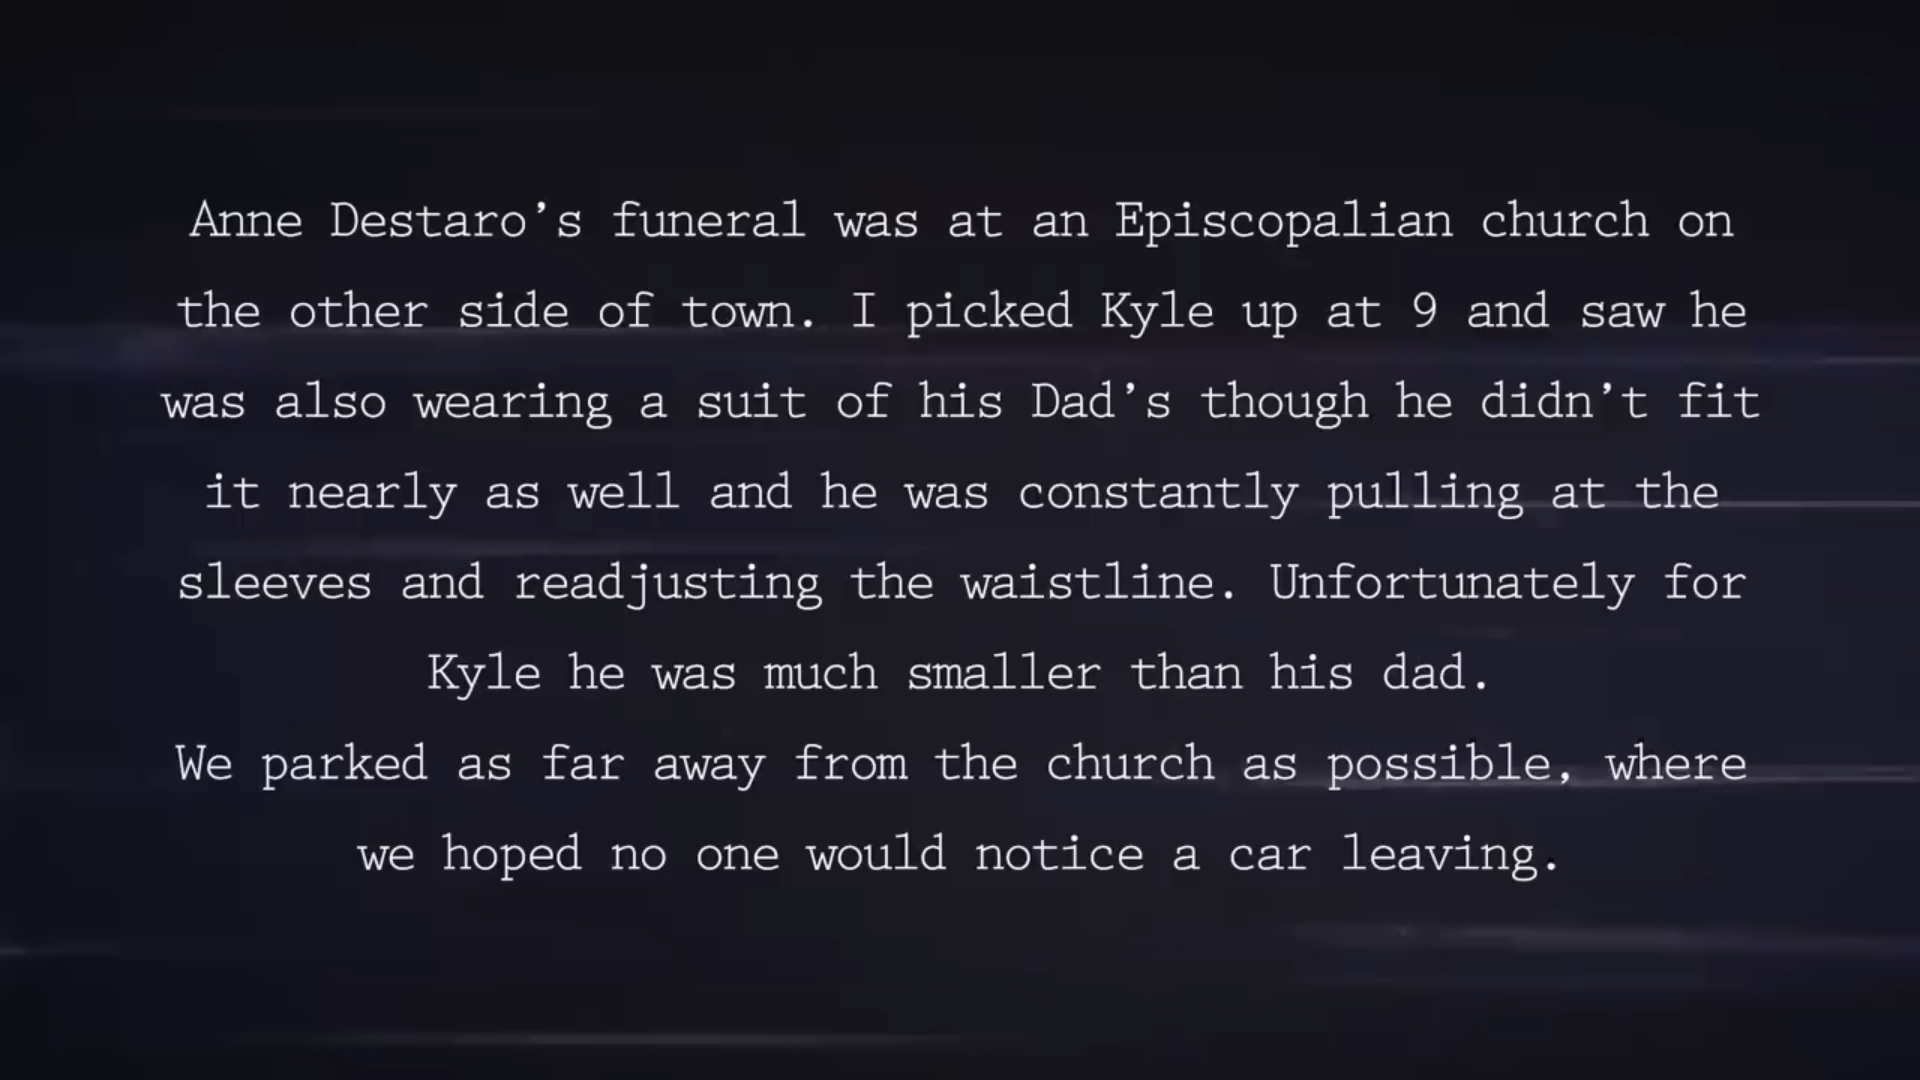 Anne Destaro’s funeral was at an Episcopalian church on
the other side of town. I picked Kyle up at 9 and saw he
was also wearing a suit of his Dad’s though he didn’t fit
it nearly as well and he was constantly pulling at the
sleeves and readjusting the waistline. Unfortunately for
Kyle he was much smaller than his dad.
We parked as far away from the church as possible, where
we hoped no one would notice a car leaving.